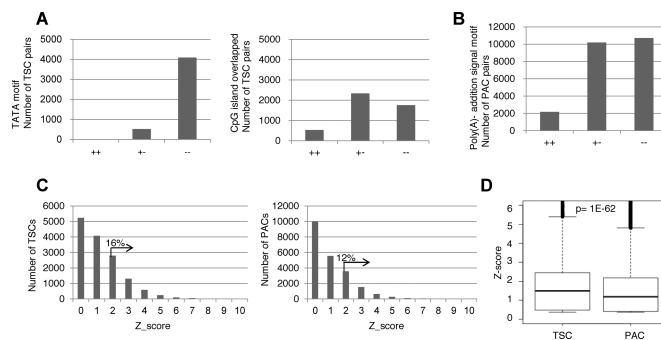 A
TATA motif
Number of TSC pairs
5000
4000
3000
2000
1000
0
++
+-
--
CpG island overlapped
Number of TSC pairs
5000
4000
3000
2000
1000
0
++
+-
--
B
Poly(A)- addition signal motif
Number of PAC
pairs
12000
10000
8000
6000
4000
2000
0
++
+-
--
C
Number of TSCs
6000
5000
4000
3000
2000
1000
0
16%
0 1 2 3 4 5 6 7 8 9 10
Z_score
Number of PACs
12000
10000
8000
6000
4000
2000
0
12%
0 1 2 3 4 5 6 7 8 9 10
Z_score
D
Z-score
6
5
4
3
2
1
0
p= 1E-62
TSC
PAC